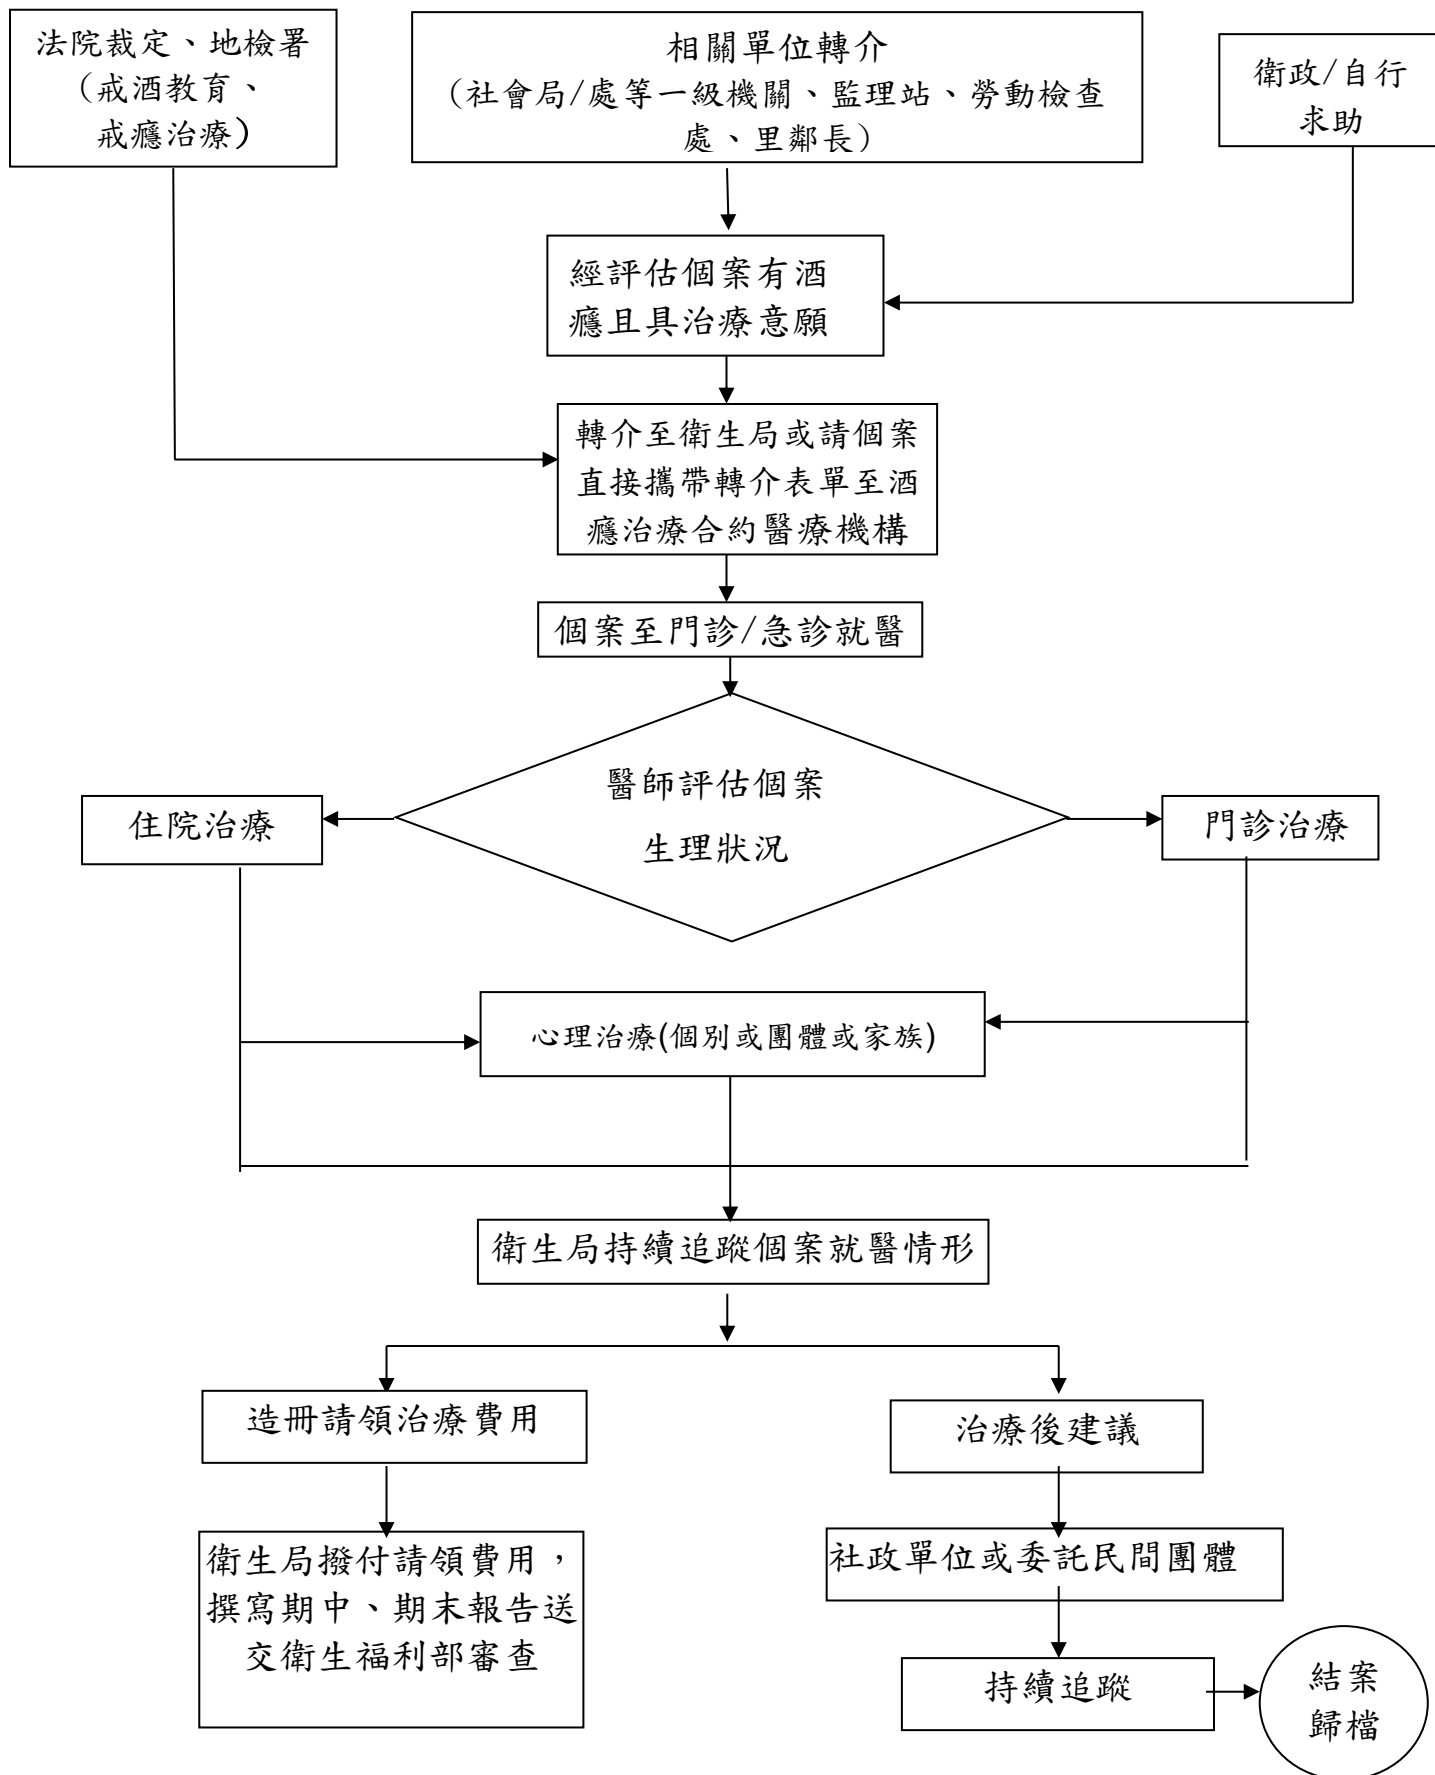 法院裁定、地檢署
（戒酒教育、
戒癮治療）
相關單位轉介
（社會局/處等一級機關、監理站、勞動檢查
處、里鄰長）
衛政/自行
求助
經評估個案有酒
癮且具治療意願
轉介至衛生局或請個案
直接攜帶轉介表單至酒
癮治療合約醫療機構
個案至門診/急診就醫
醫師評估個案
生理狀況
住院治療
門診治療
心理治療(個別或團體或家族)
衛生局持續追蹤個案就醫情形
造冊請領治療費用
治療後建議
衛生局撥付請領費用，
撰寫期中、期末報告送
交衛生福利部審查
社政單位或委託民間團體
持續追蹤
結案
歸檔